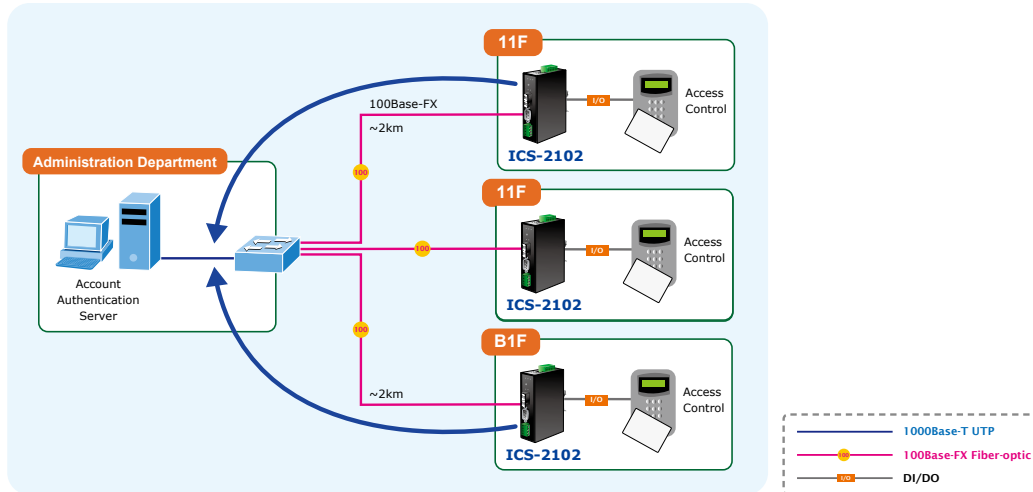 11F
100Base-FX
~2km
I/O
Access
Control
ICS-2102
100
Administration Department
11F
100
I/O
Access
Control
ICS-2102
Account
Authentication
Server
100
B1F
~2km
I/O
Access
Control
ICS-2102
1000Base-T UTP
100 100Base-FX Fiber-optic
I/O DI/DO